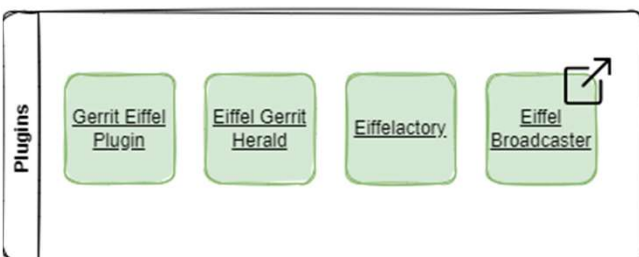 Plugins
Gerrit Eiffel
Plugin
Eiffel Gerrit
Herald
Eiffelactory
Eiffel
Broadcaster